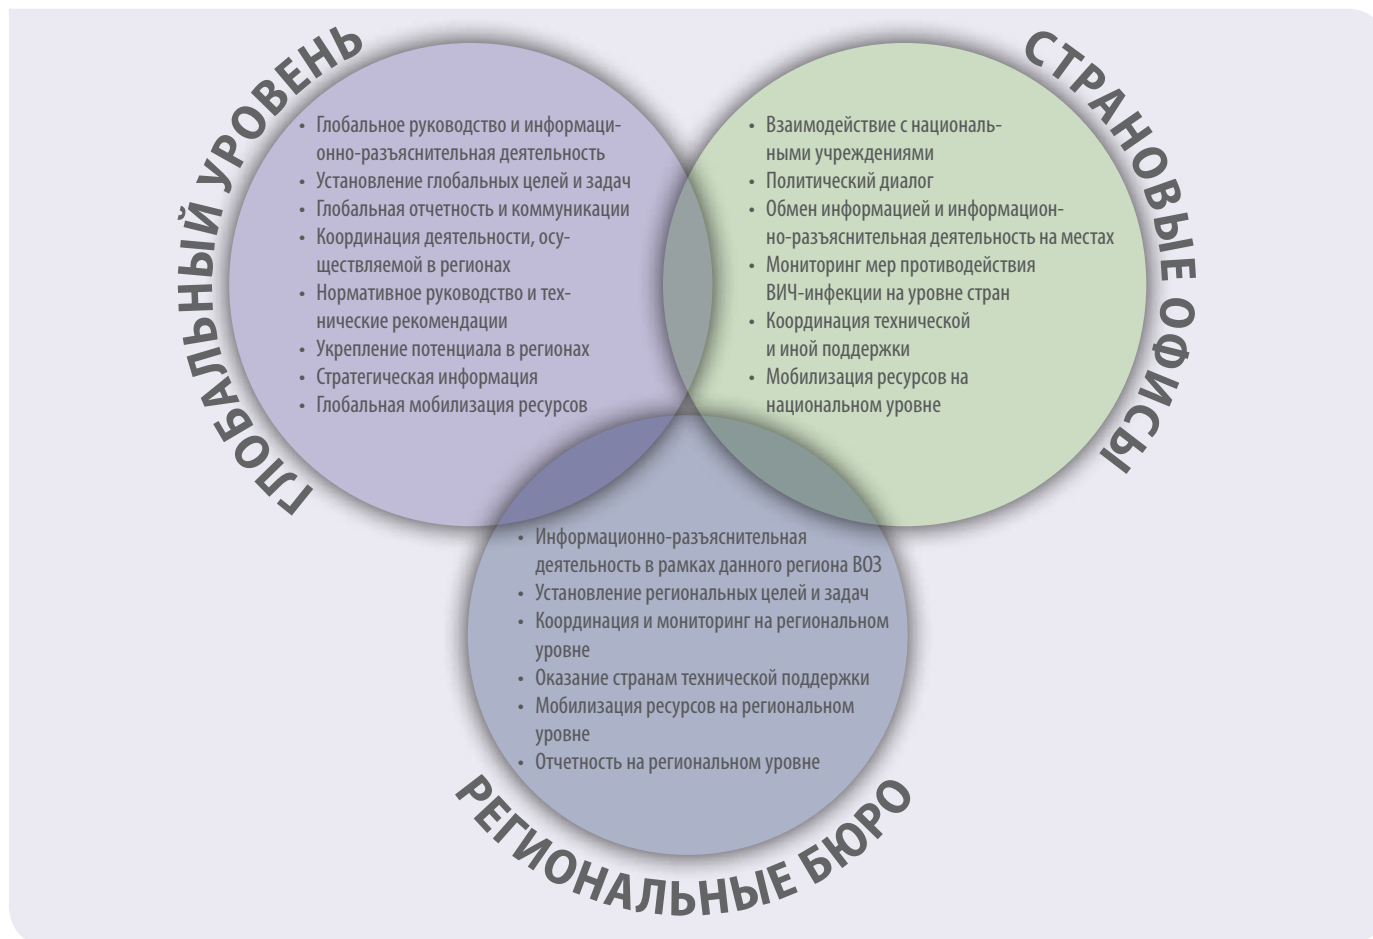 ГЛОБАЛЬНЫЙ УРОВЕНЬ
• Глобальное руководство и информаци-
онно-разъяснительная деятельность
• Установление глобальных целей и задач
• Глобальная отчетность и коммуникации
• Координация деятельности, осу-
ществляемой в регионах
• Нормативное руководство и тех-
нические рекомендации
• Укрепление потенциала в регионах
• Стратегическая информация
• Глобальная мобилизация ресурсов
СТРАНОВЫЕ ОФИСЫ
• Взаимодействие с националь-
ными учреждениями
• Политический диалог
• Обмен информацией и информацион-
но-разъяснительная деятельность на местах
• Мониторинг мер противодействия
ВИЧ-инфекции на уровне стран
• Координация технической
и иной поддержки
• Мобилизация ресурсов на
национальном уровне
• Информационно-разъяснительная
деятельность в рамках данного региона ВОЗ
• Установление региональных целей и задач
• Координация и мониторинг на региональном
уровне
• Оказание странам технической поддержки
• Мобилизация ресурсов на региональном
уровне
• Отчетность на региональном уровне
РЕГИОНАЛЬНЫЕ БЮРО